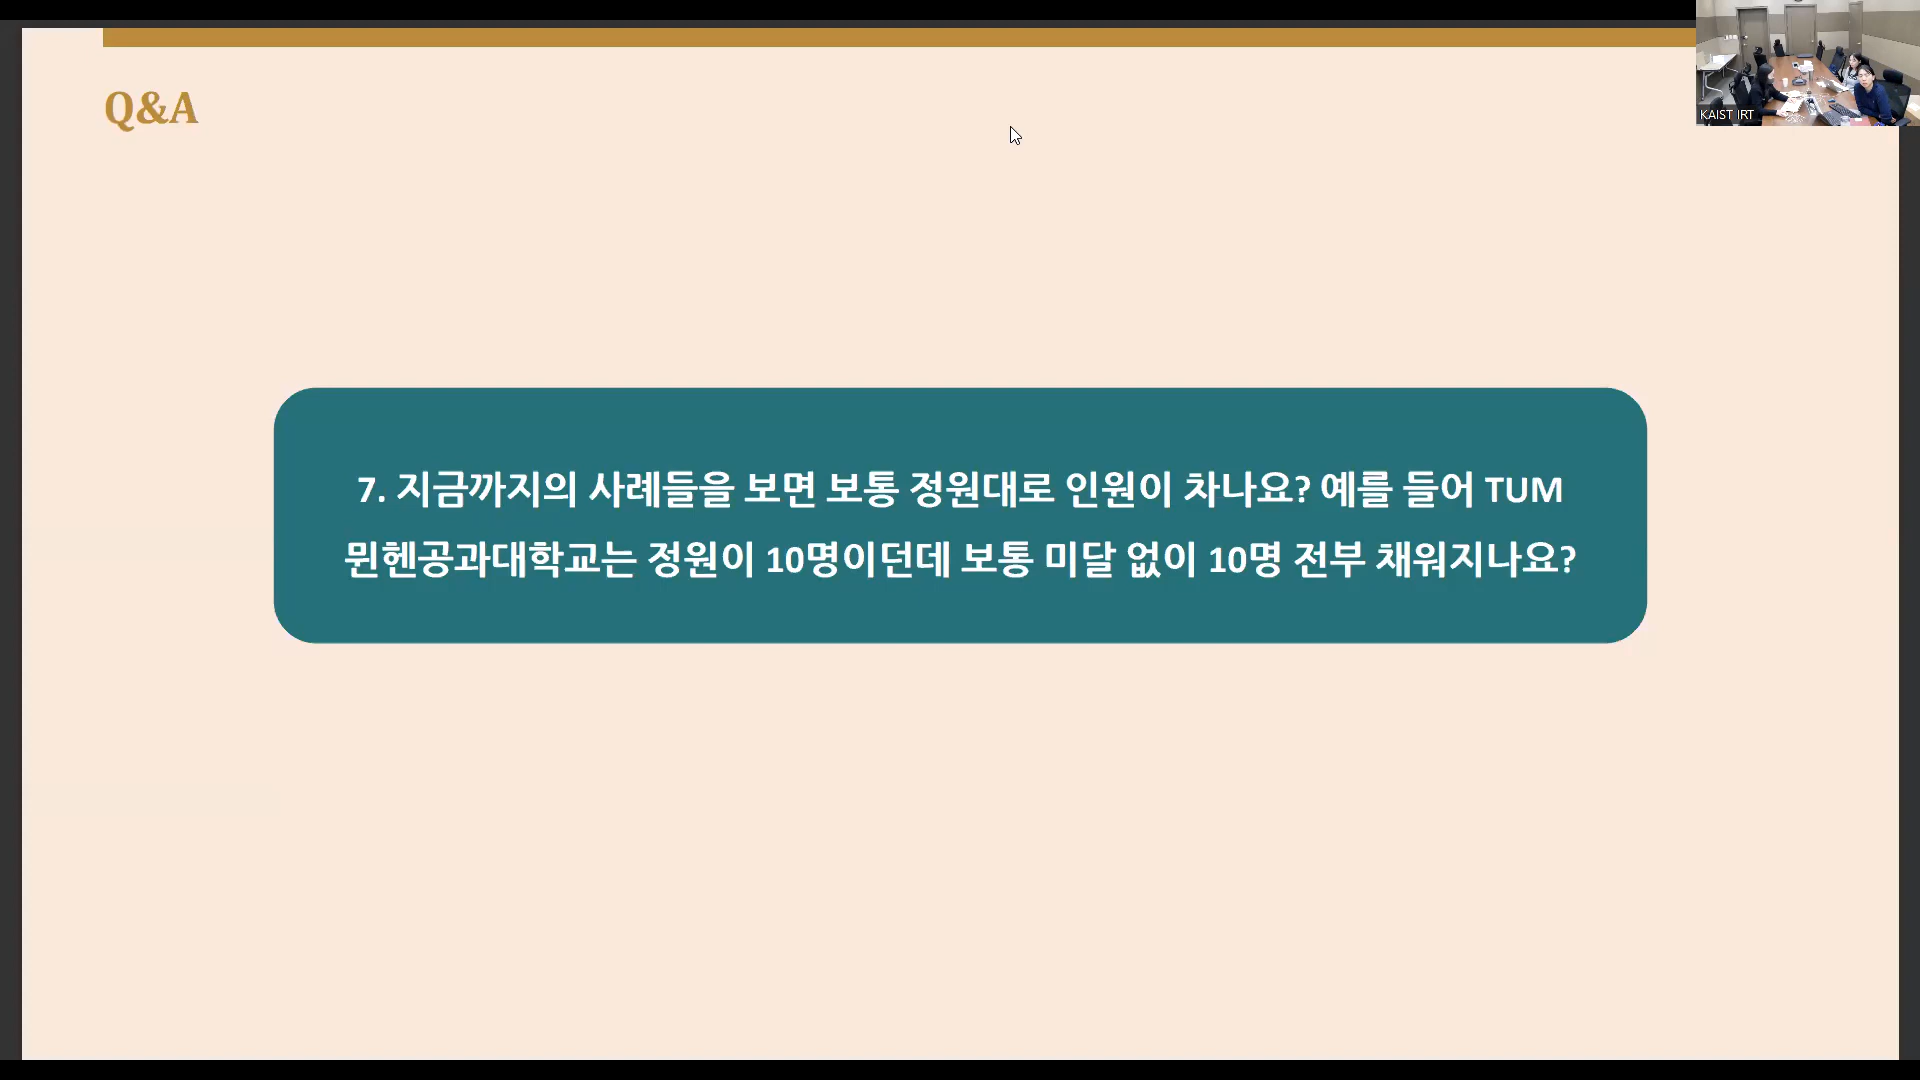 Q&A
KAIST IRT
7. 지금까지의 사례들을 보면 보통 정원대로 인원이 차나요? 예를 들어 TUM
뮌헨공과대학교는 정원이 10명이던데 보통 미달 없이 10명 전부 채워지나요?